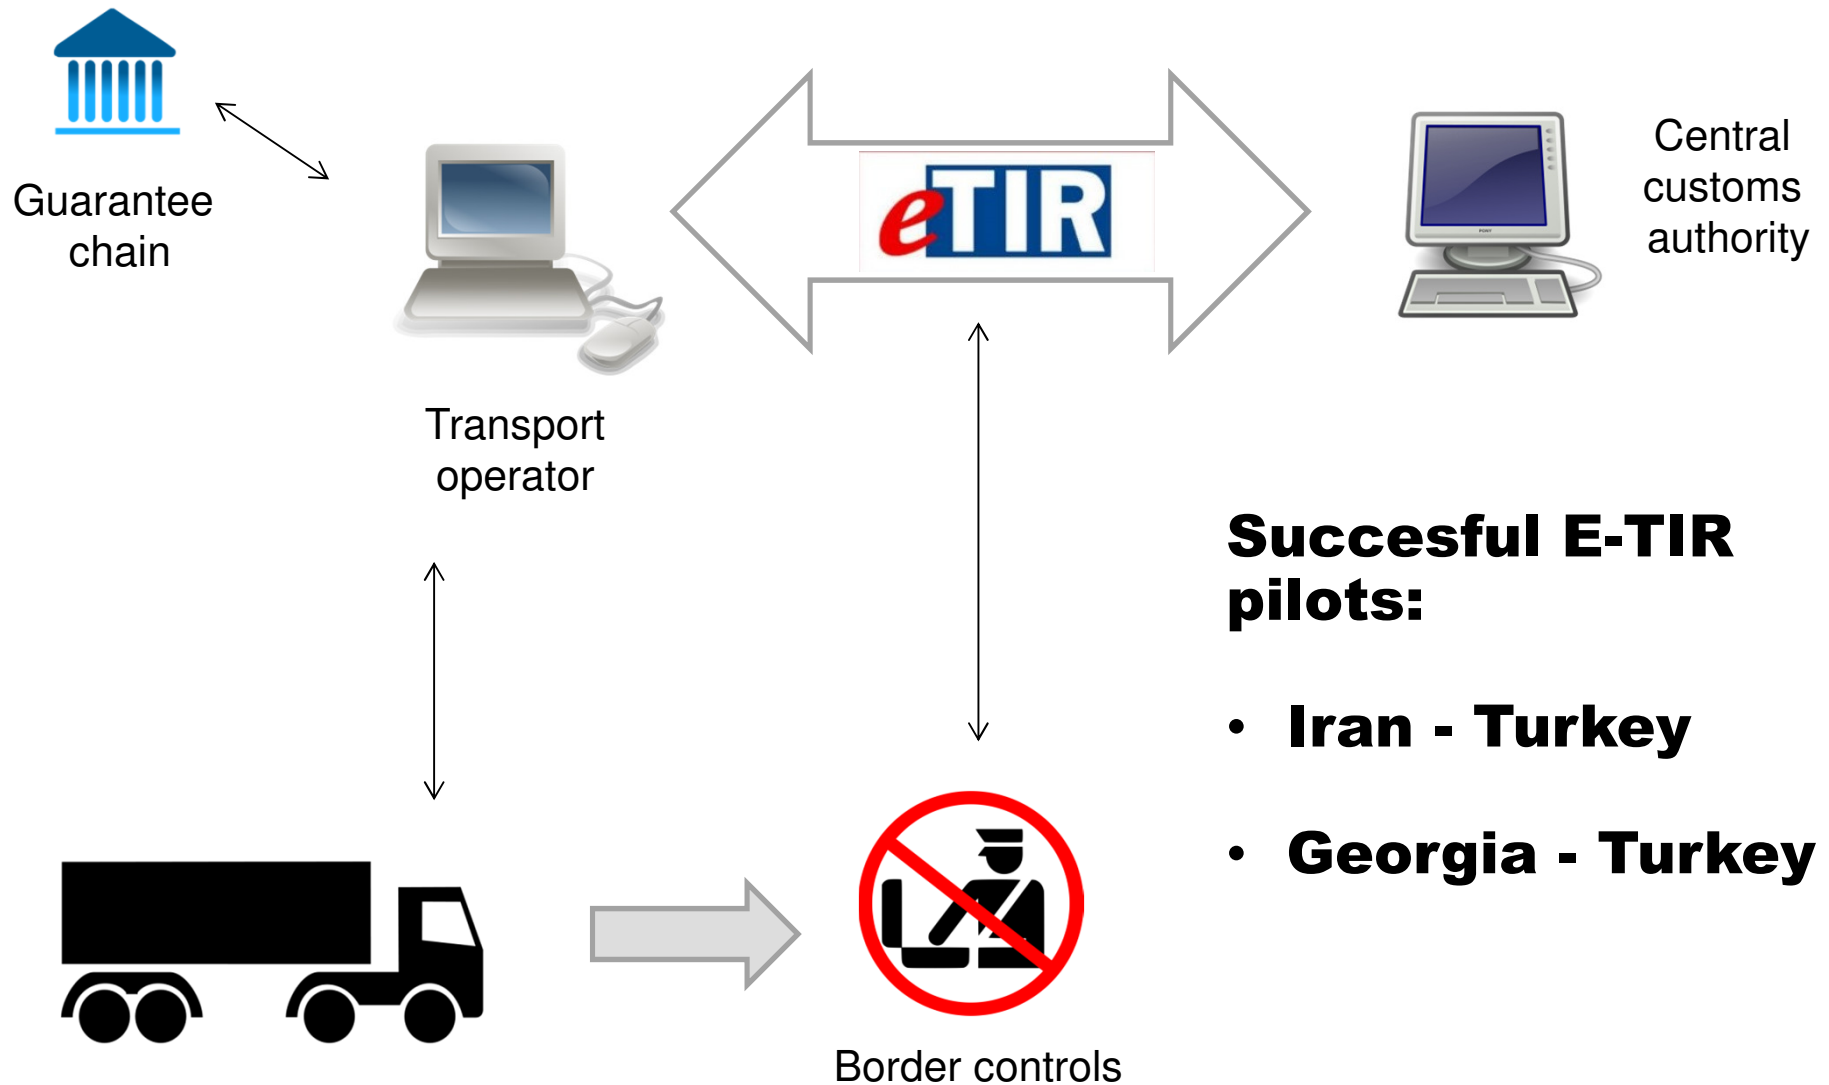 Guarantee
chain
Transport
operator
eTIR
Central
customs
authority
Succesful E-TIR
pilots:
• Iran - Turkey
• Georgia - Turkey
Border controls